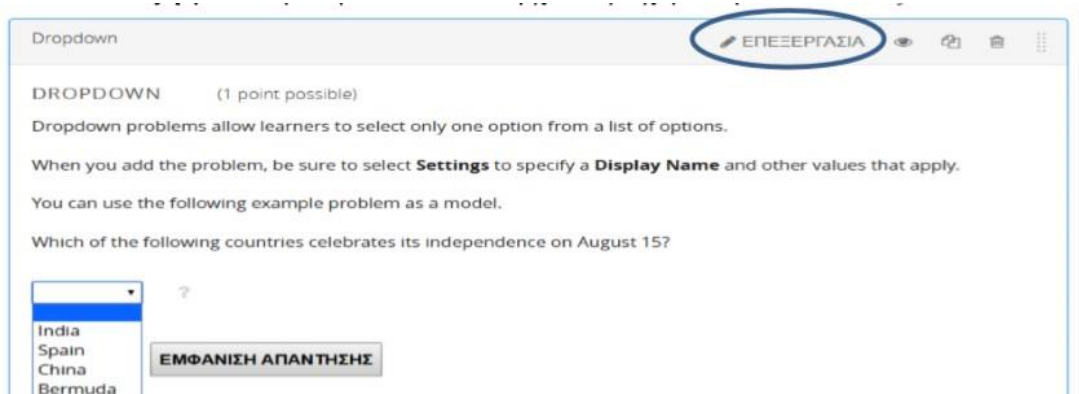 Dropdown
ΕΠΕΞΕΡΓΑΣΙΑ
DROPDOWN (1 point possible)
Dropdown problems allow learners to select only one option from a list of options.
When you add the problem, be sure to select Settings to specify a Display Name and other values that apply.
You can use the following example problem as a model.
Which of the following countries celebrates its independence on August 15?
?
India
Spain
China
Bermuda
ΕΜΦΑΝΙΣΗ ΑΠΑΝΤΗΣΗΣ